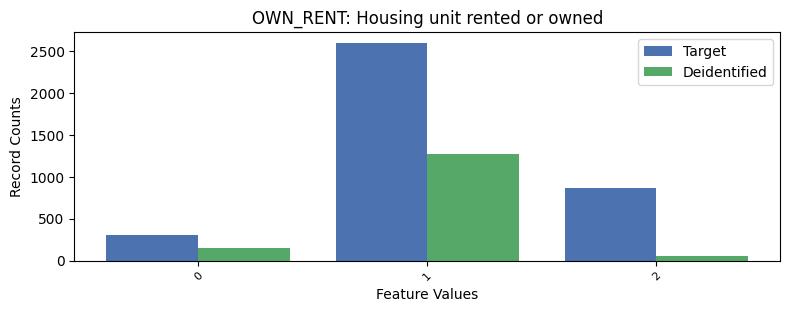 OWN_RENT: Housing unit rented or owned
Target
Deidentified
Record Counts
2500
2000
1500
1000
500
0
0
1
2
Feature Values